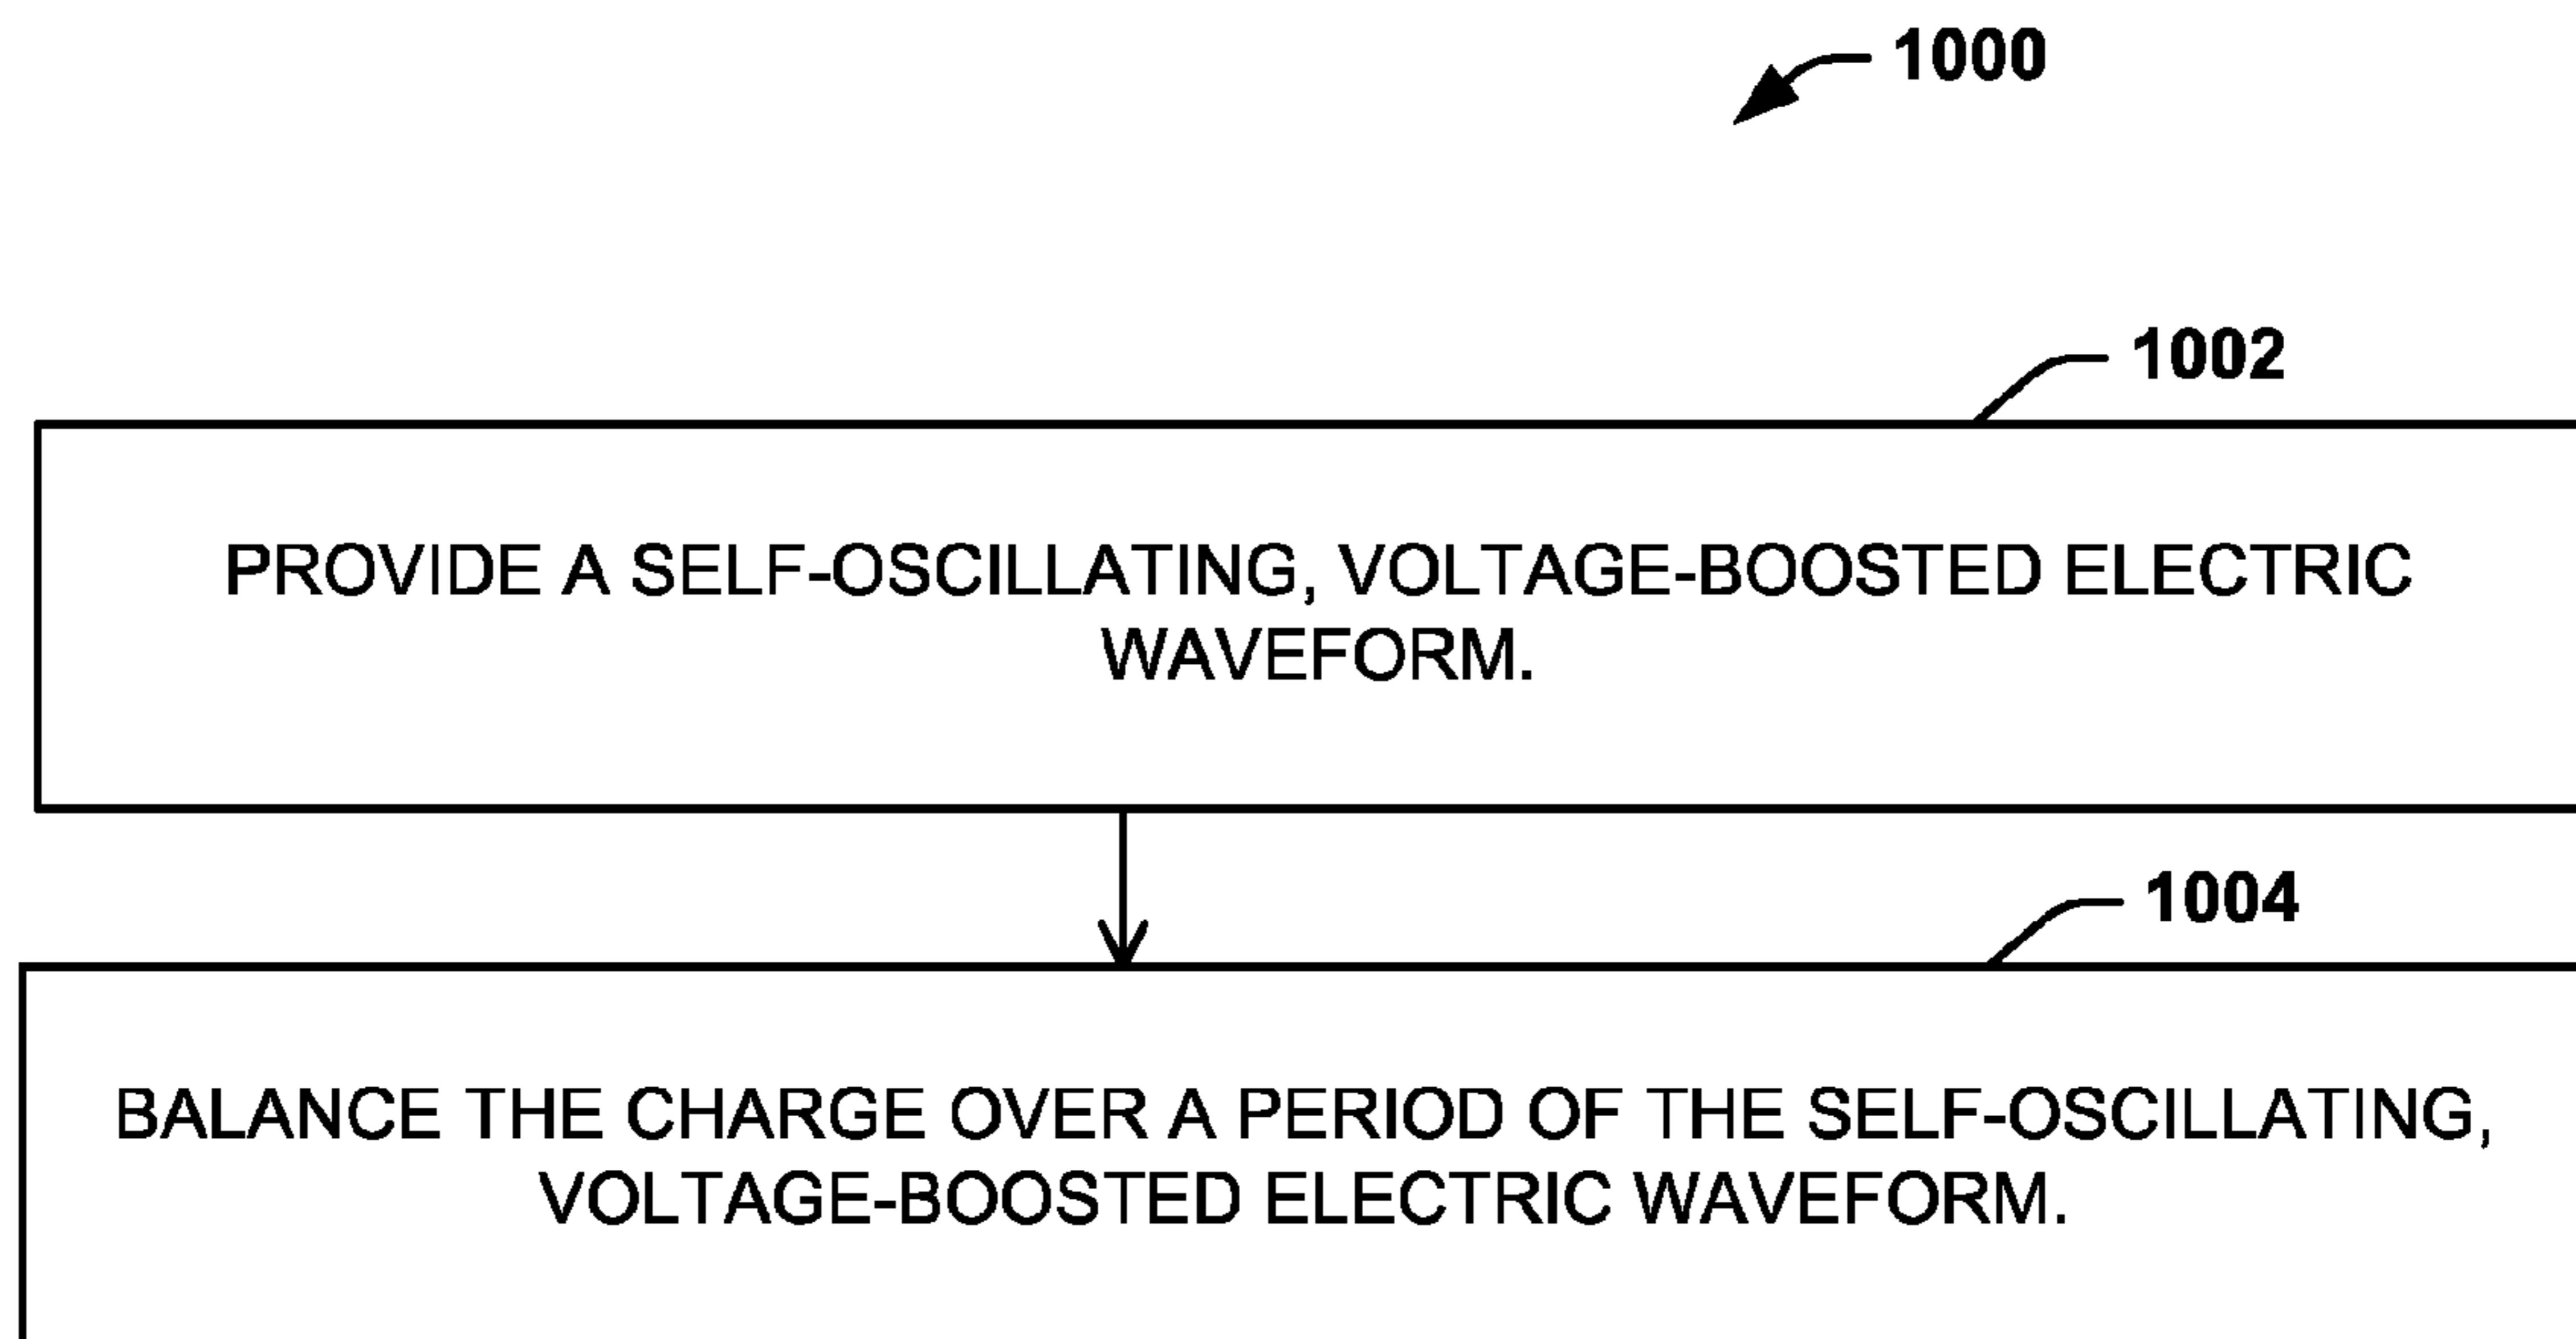 1000
1002
PROVIDE A SELF-OSCILLATING, VOLTAGE-BOOSTED ELECTRIC
WAVEFORM.
1004
BALANCE THE CHARGE OVER A PERIOD OF THE SELF-OSCILLATING,
VOLTAGE-BOOSTED ELECTRIC WAVEFORM.